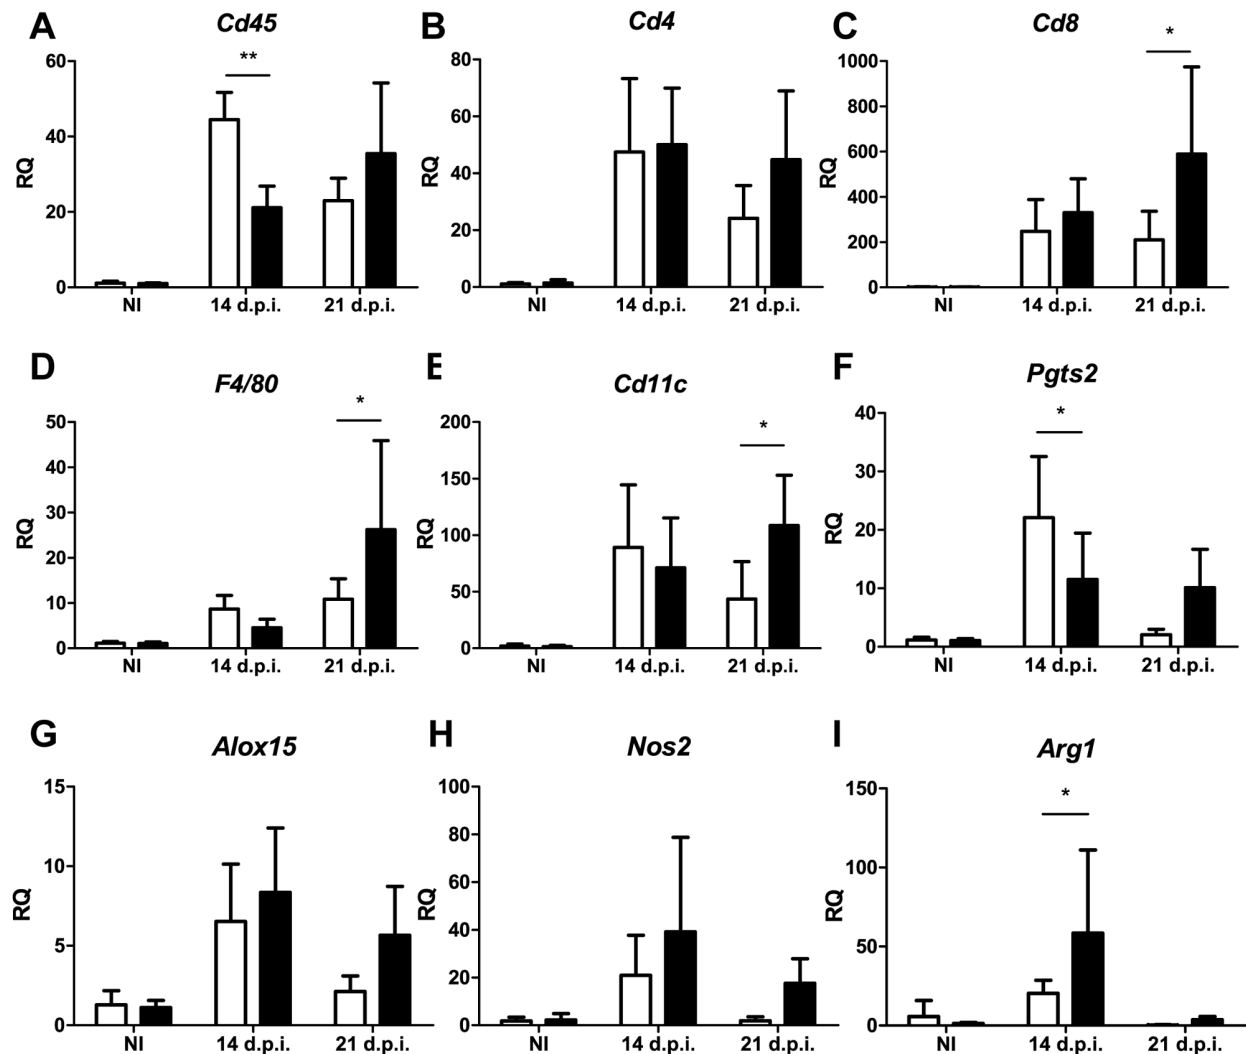 A
Cd45
**
60
40
20
0
RQ
NI
14 d.p.i.
21 d.p.i.
B
Cd4
80
60
40
20
0
RQ
NI
14 d.p.i.
21 d.p.i.
C
Cd8
*
1000
800
600
400
200
0
RQ
NI
14 d.p.i.
21 d.p.i.
D
F4/80
*
50
40
30
20
10
0
RQ
NI
14 d.p.i.
21 d.p.i.
E
Cd11c
*
200
150
100
50
0
RQ
NI
14 d.p.i.
21 d.p.i.
F
Pgts2
*
40
30
20
10
0
RQ
NI
14 d.p.i.
21 d.p.i.
G
Alox15
15
10
5
0
RQ
NI
14 d.p.i.
21 d.p.i.
H
Nos2
100
80
60
40
20
0
RQ
NI
14 d.p.i.
21 d.p.i.
I
Arg1
*
150
100
50
0
RQ
NI
14 d.p.i.
21 d.p.i.